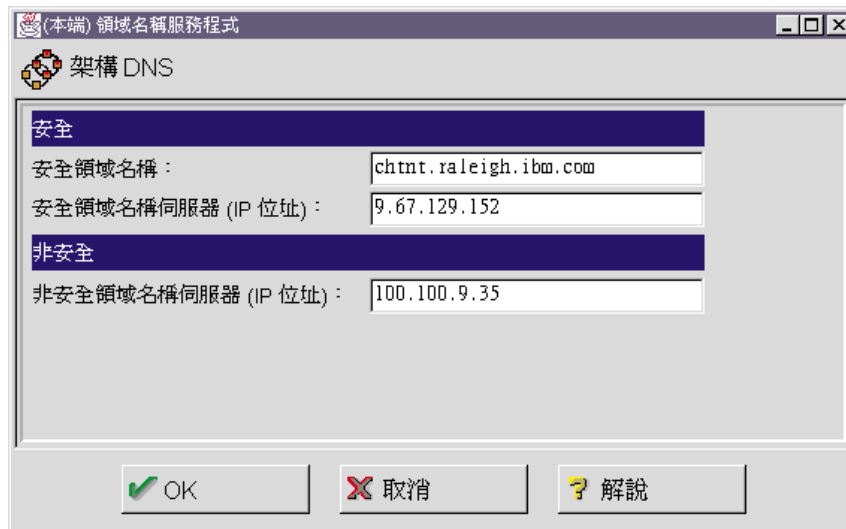 (本端) 領域名稱服務程式
架構 DNS
安全
安全領域名稱：
chtnt.raleigh.ibm.com
安全領域名稱伺服器 (IP 位址)：
9.67.129.152
非安全
非安全領域名稱伺服器 (IP 位址)：
100.100.9.35
OK
取消
解說